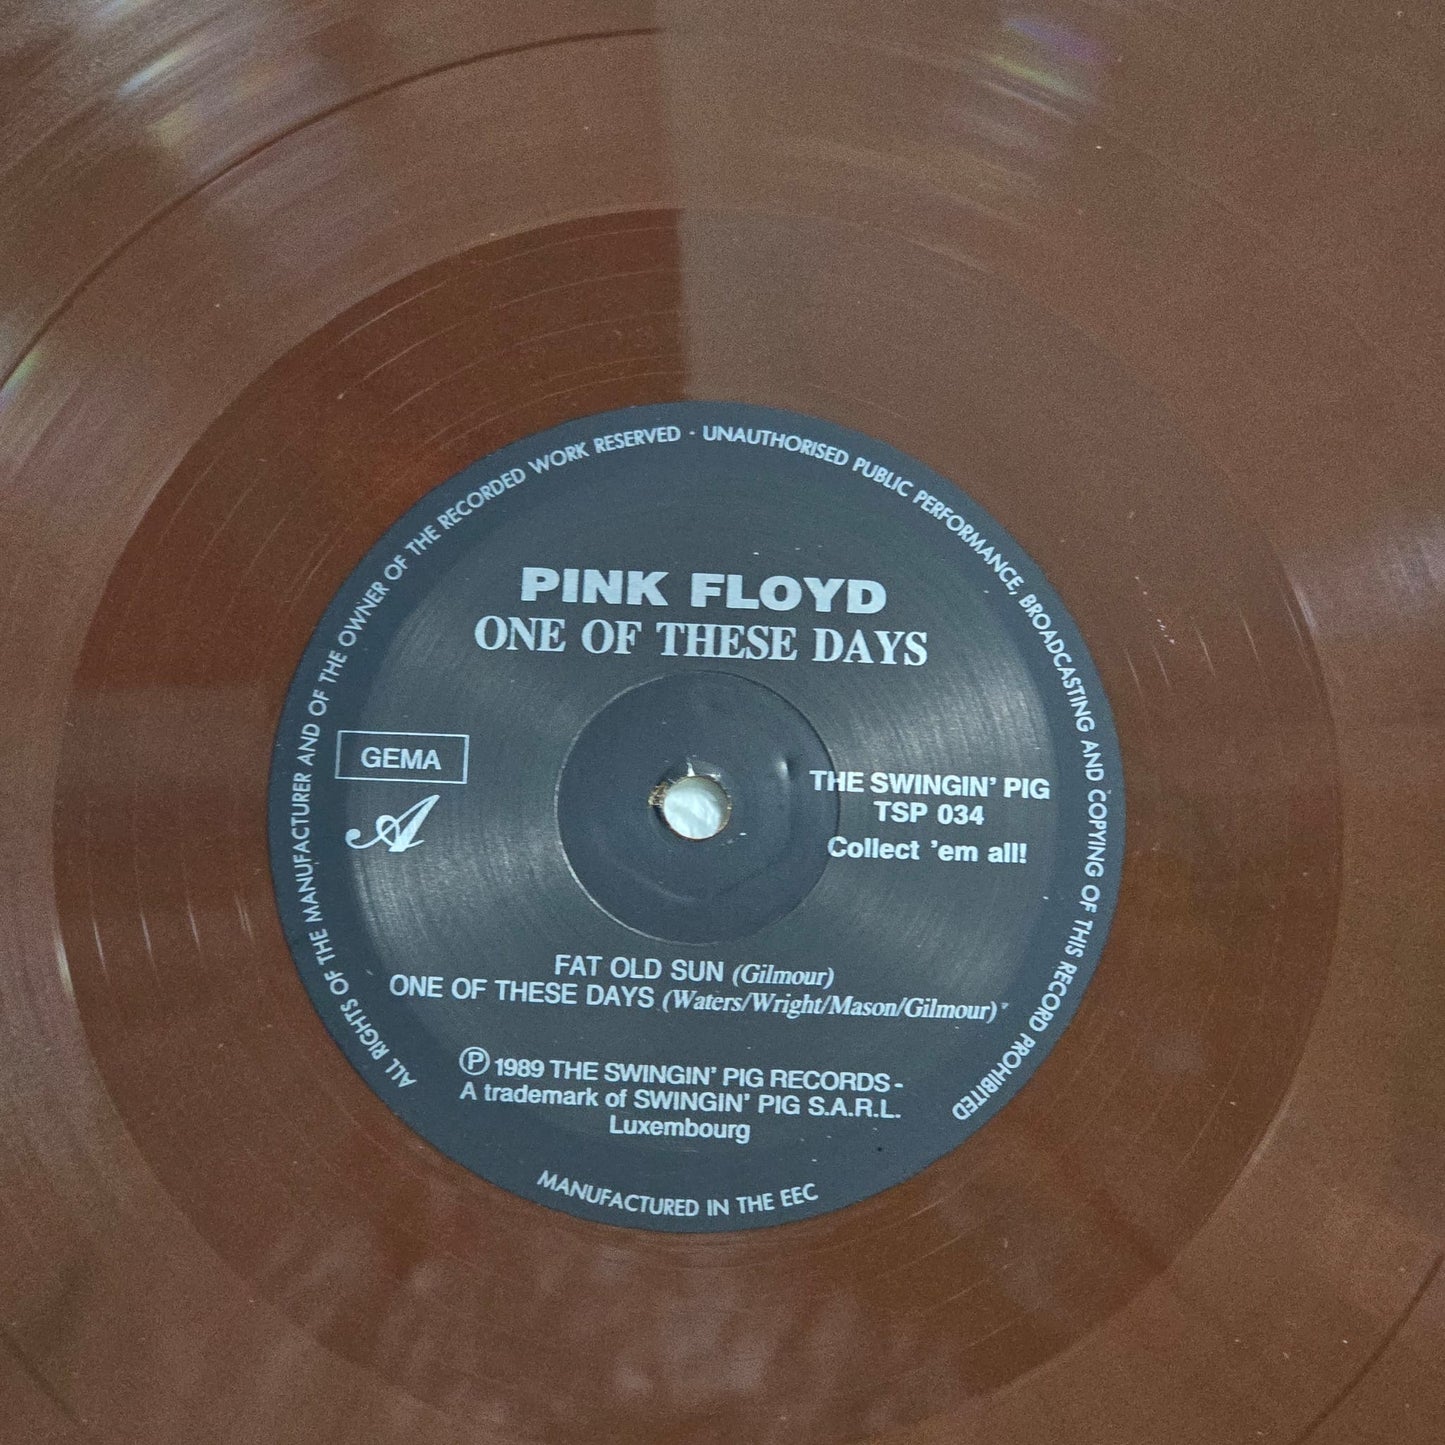 ALL RIGHTS OF THE MANUFACTURER AND OF THE OWNER OF THE RECORDED WORK RESERVED · UNAUTHORISED PUBLIC PERFORMANCE, BROADCASTING AND COPYING OF THIS RECORD PROHIBITED
PINK FLOYD
ONE OF THESE DAYS
GEMA
A
THE SWINGIN' PIG
TSP 034
Collect 'em all!
FAT OLD SUN (Gilmour)
ONE OF THESE DAYS (Waters/Wright/Mason/Gilmour)
℗ 1989 THE SWINGIN' PIG RECORDS -
A trademark of SWINGIN' PIG S.A.R.L.
Luxembourg
MANUFACTURED IN THE EEC